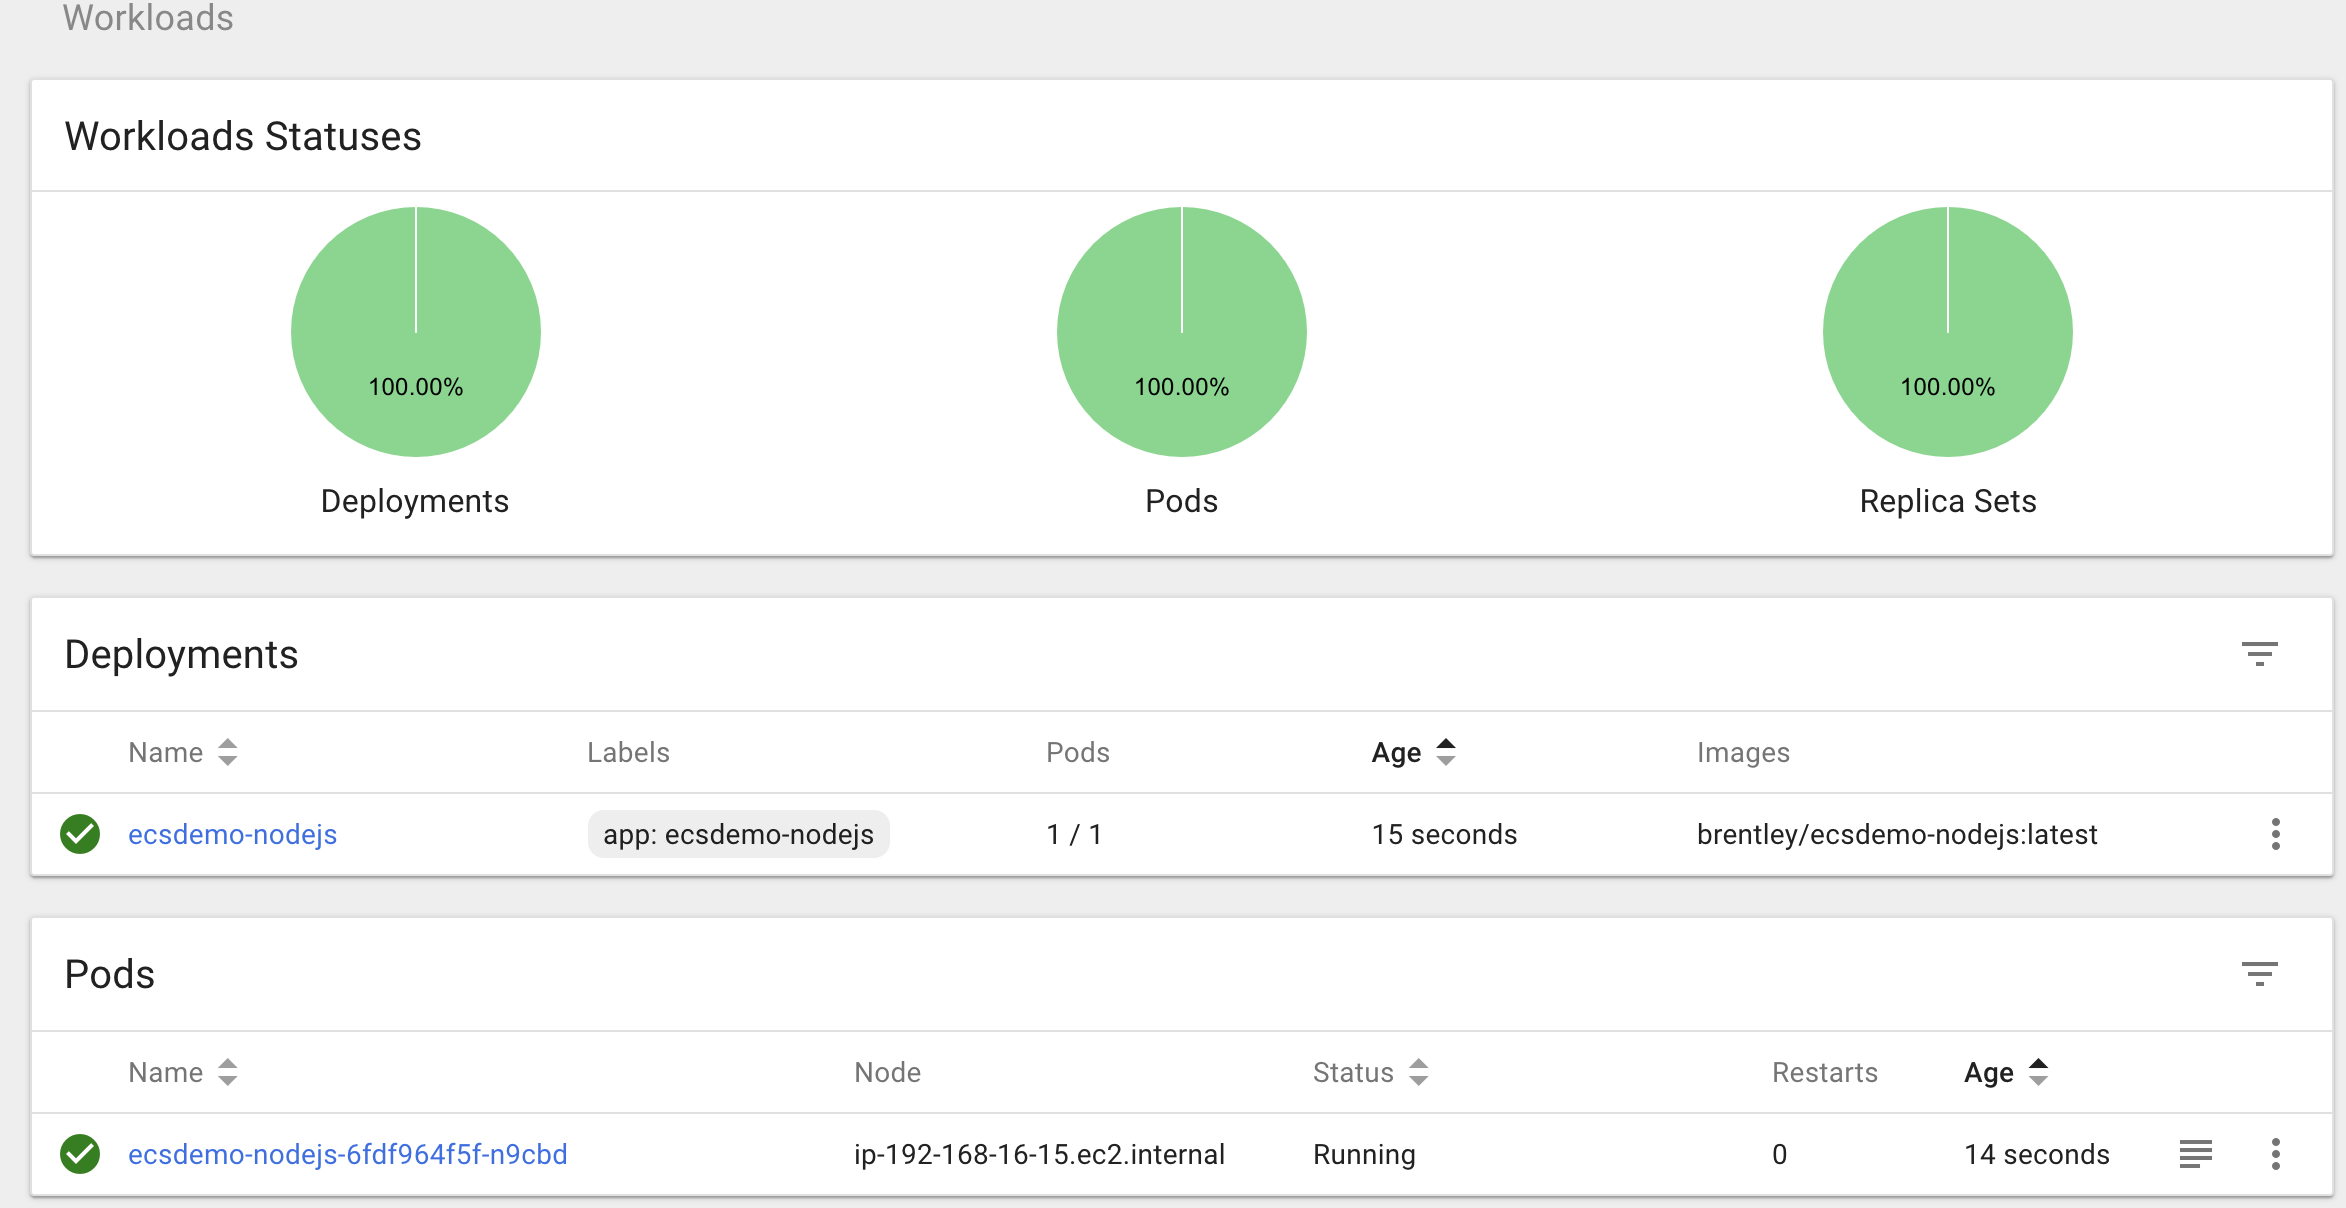 Workloads
Workloads Statuses
100.00% 100.00% 100.00%
Deployments Pods Replica Sets
Deployments
Name Labels Pods Age Images
ecsdemo-nodejs app: ecsdemo-nodejs 1 / 1 15 seconds brentley/ecsdemo-nodejs:latest
Pods
Name Node Status Restarts Age
ecsdemo-nodejs-6fdf964f5f-n9cbd ip-192-168-16-15.ec2.internal Running 0 14 seconds